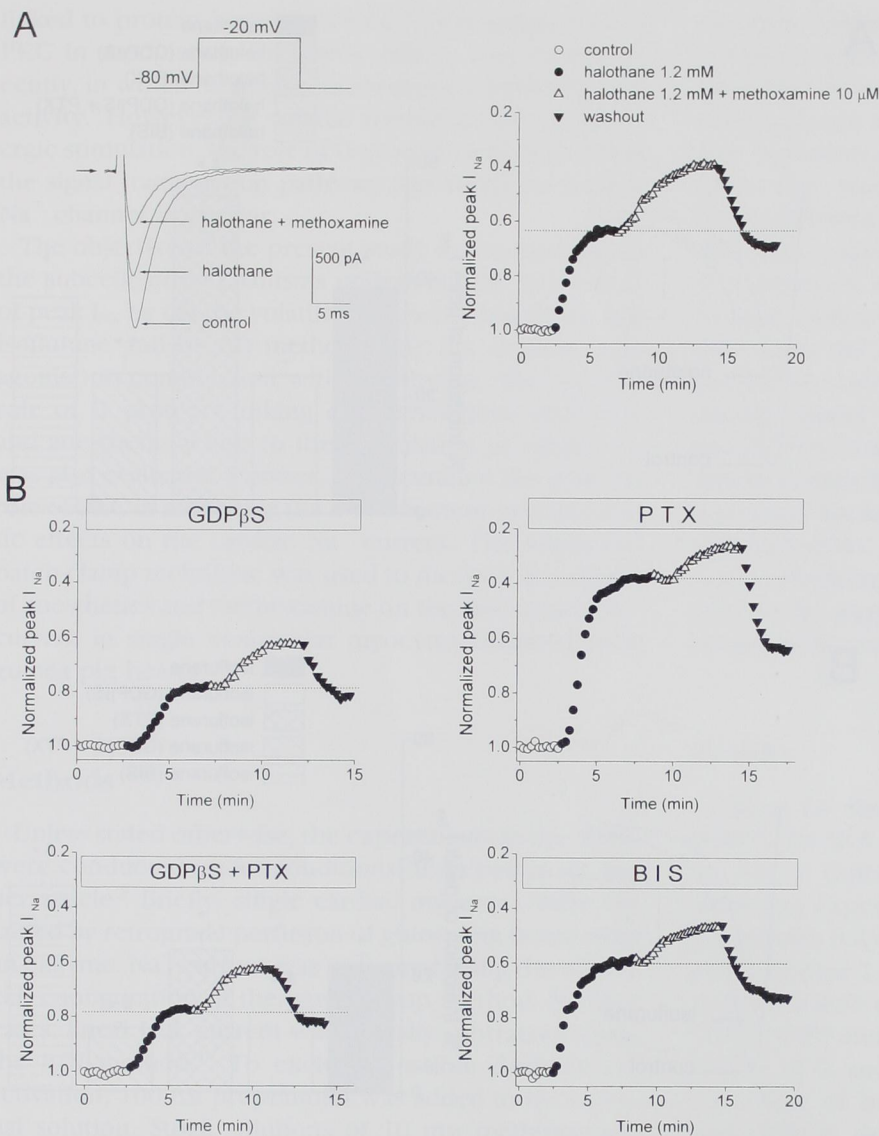 A
-20 mV
-80 mV
halothane + methoxamine
halothane
control
500 pA
5 ms
control
halothane 1.2 mM
halothane 1.2 mM + methoxamine 10 µM
washout
Normalized peak I Na
0.2
0.4
0.6
0.8
1.0
0 5 10 15 20
Time (min)
B
GDPβS
Normalized peak I Na
0.2
0.4
0.6
0.8
1.0
0 5 10 15
Time (min)
PTX
Normalized peak I Na
0.2
0.4
0.6
0.8
1.0
0 5 10 15
Time (min)
GDPβS + PTX
Normalized peak I Na
0.2
0.4
0.6
0.8
1.0
0 5 10 15
Time (min)
BIS
Normalized peak I Na
0.2
0.4
0.6
0.8
1.0
0 5 10 15 20
Time (min)